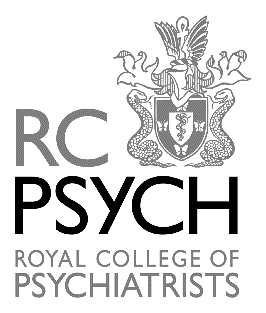 RC
PSYCH
ROYAL COLLEGE OF
PSYCHIATRISTS